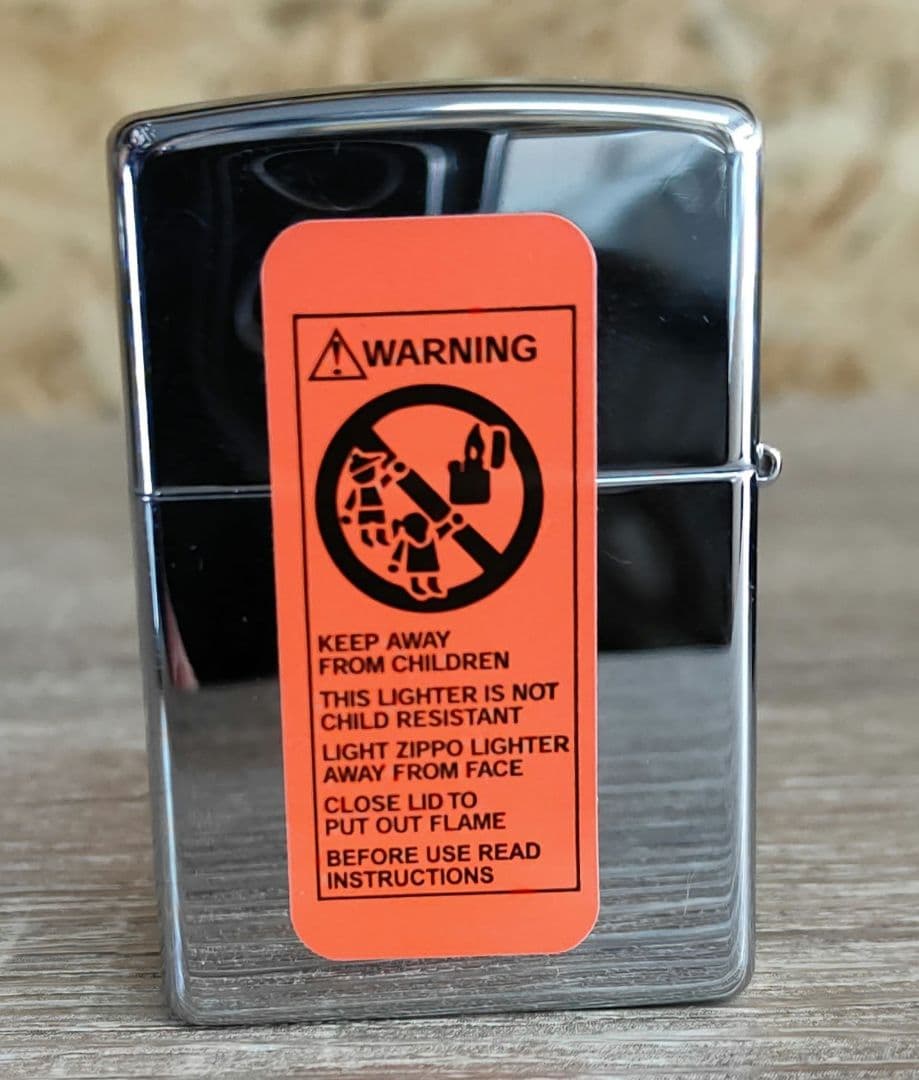 WARNING
KEEP AWAY
FROM CHILDREN
THIS LIGHTER IS NOT
CHILD RESISTANT
LIGHT ZIPPO LIGHTER
AWAY FROM FACE
CLOSE LID TO
PUT OUT FLAME
BEFORE USE READ
INSTRUCTIONS